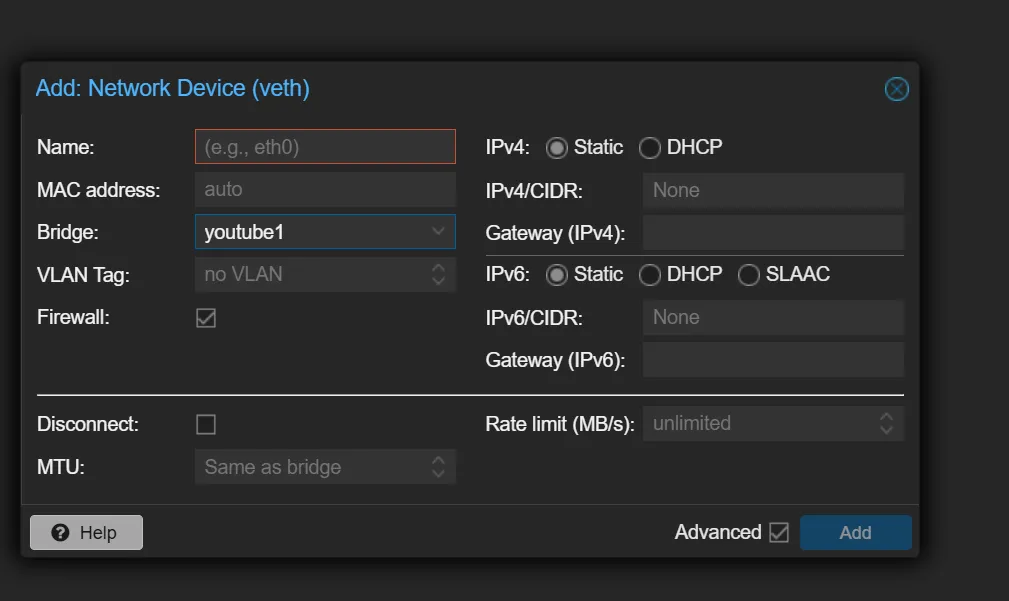 Add: Network Device (veth)
Name: (e.g., eth0)
MAC address: auto
Bridge: youtube1
VLAN Tag: no VLAN
Firewall:
IPv4: Static DHCP
IPv4/CIDR: None
Gateway (IPv4):
IPv6: Static DHCP SLAAC
IPv6/CIDR: None
Gateway (IPv6):
Disconnect:
MTU: Same as bridge
Rate limit (MB/s): unlimited
? Help
Advanced
Add